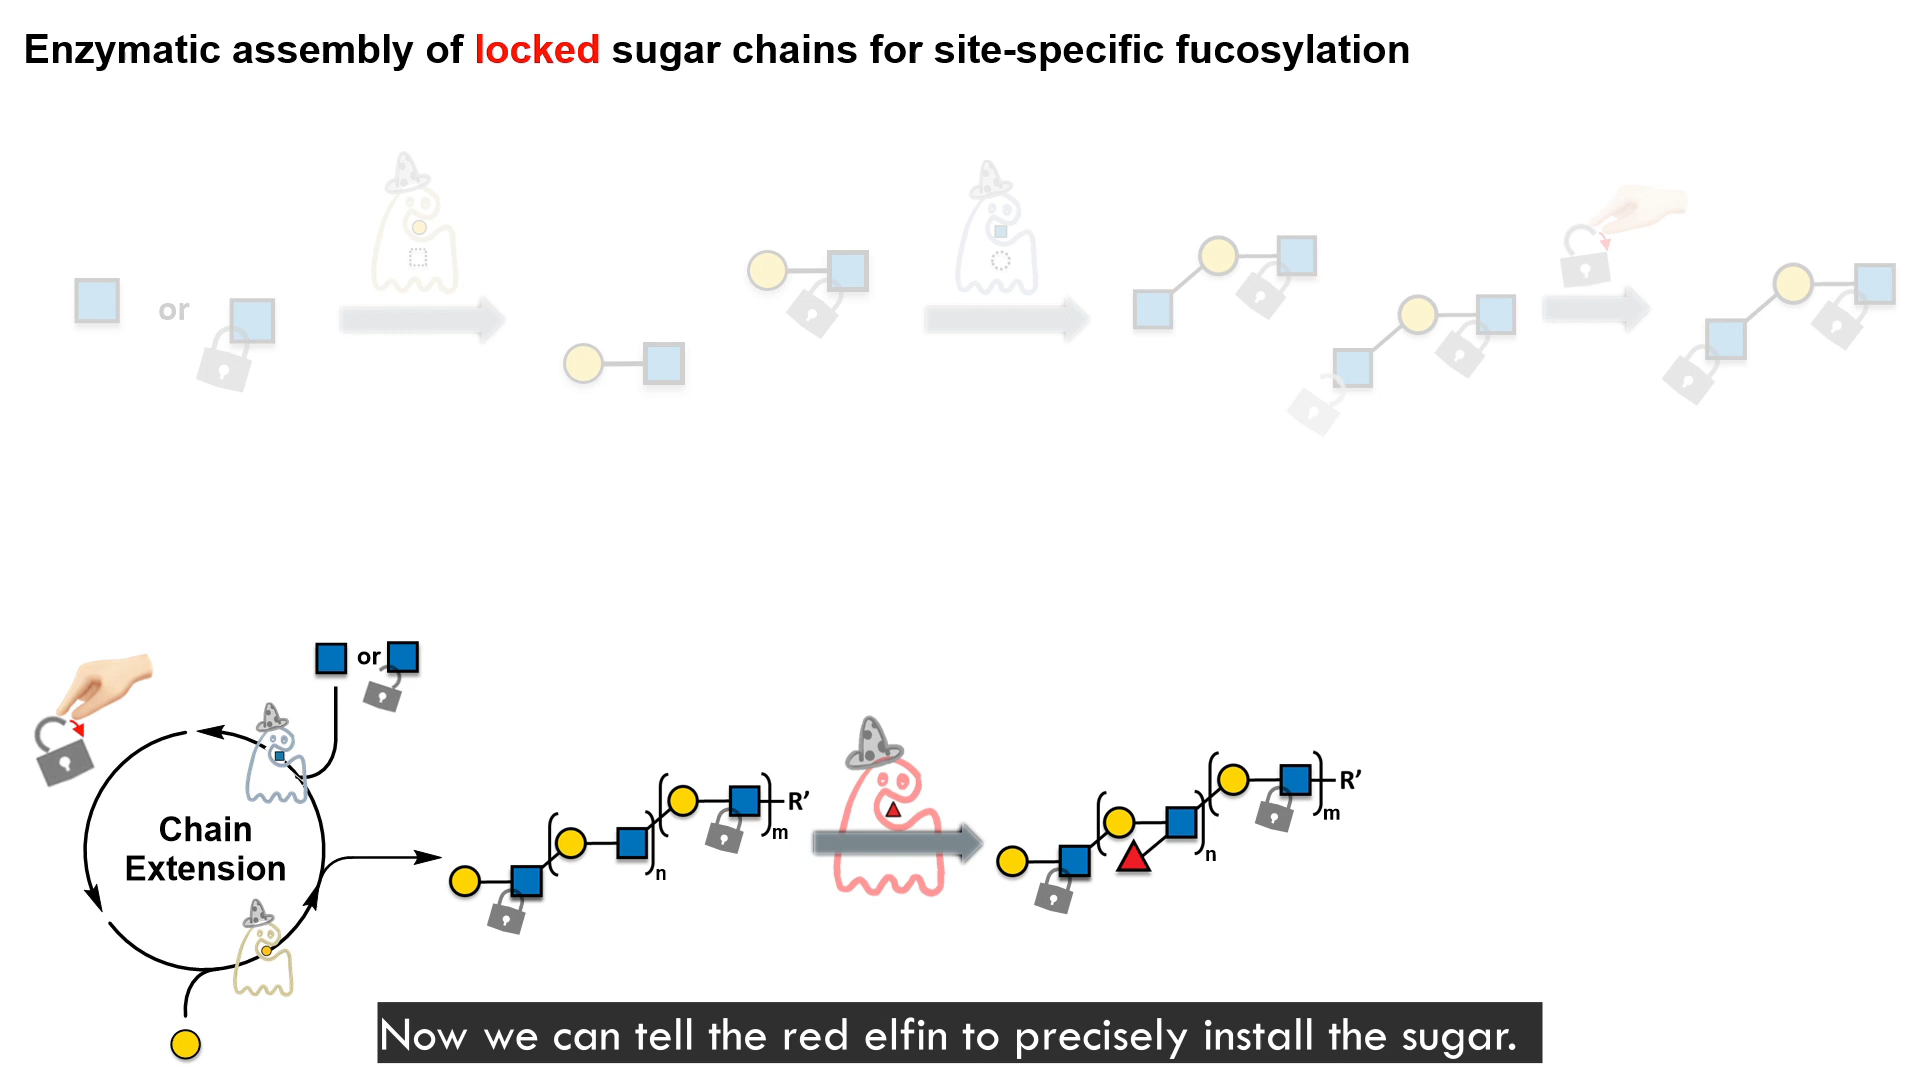 Enzymatic assembly of locked sugar chains for site-specific fucosylation
or
or
Chain
Extension
n
m
R’
n
m
R’
Now we can tell the red elfin to precisely install the sugar.